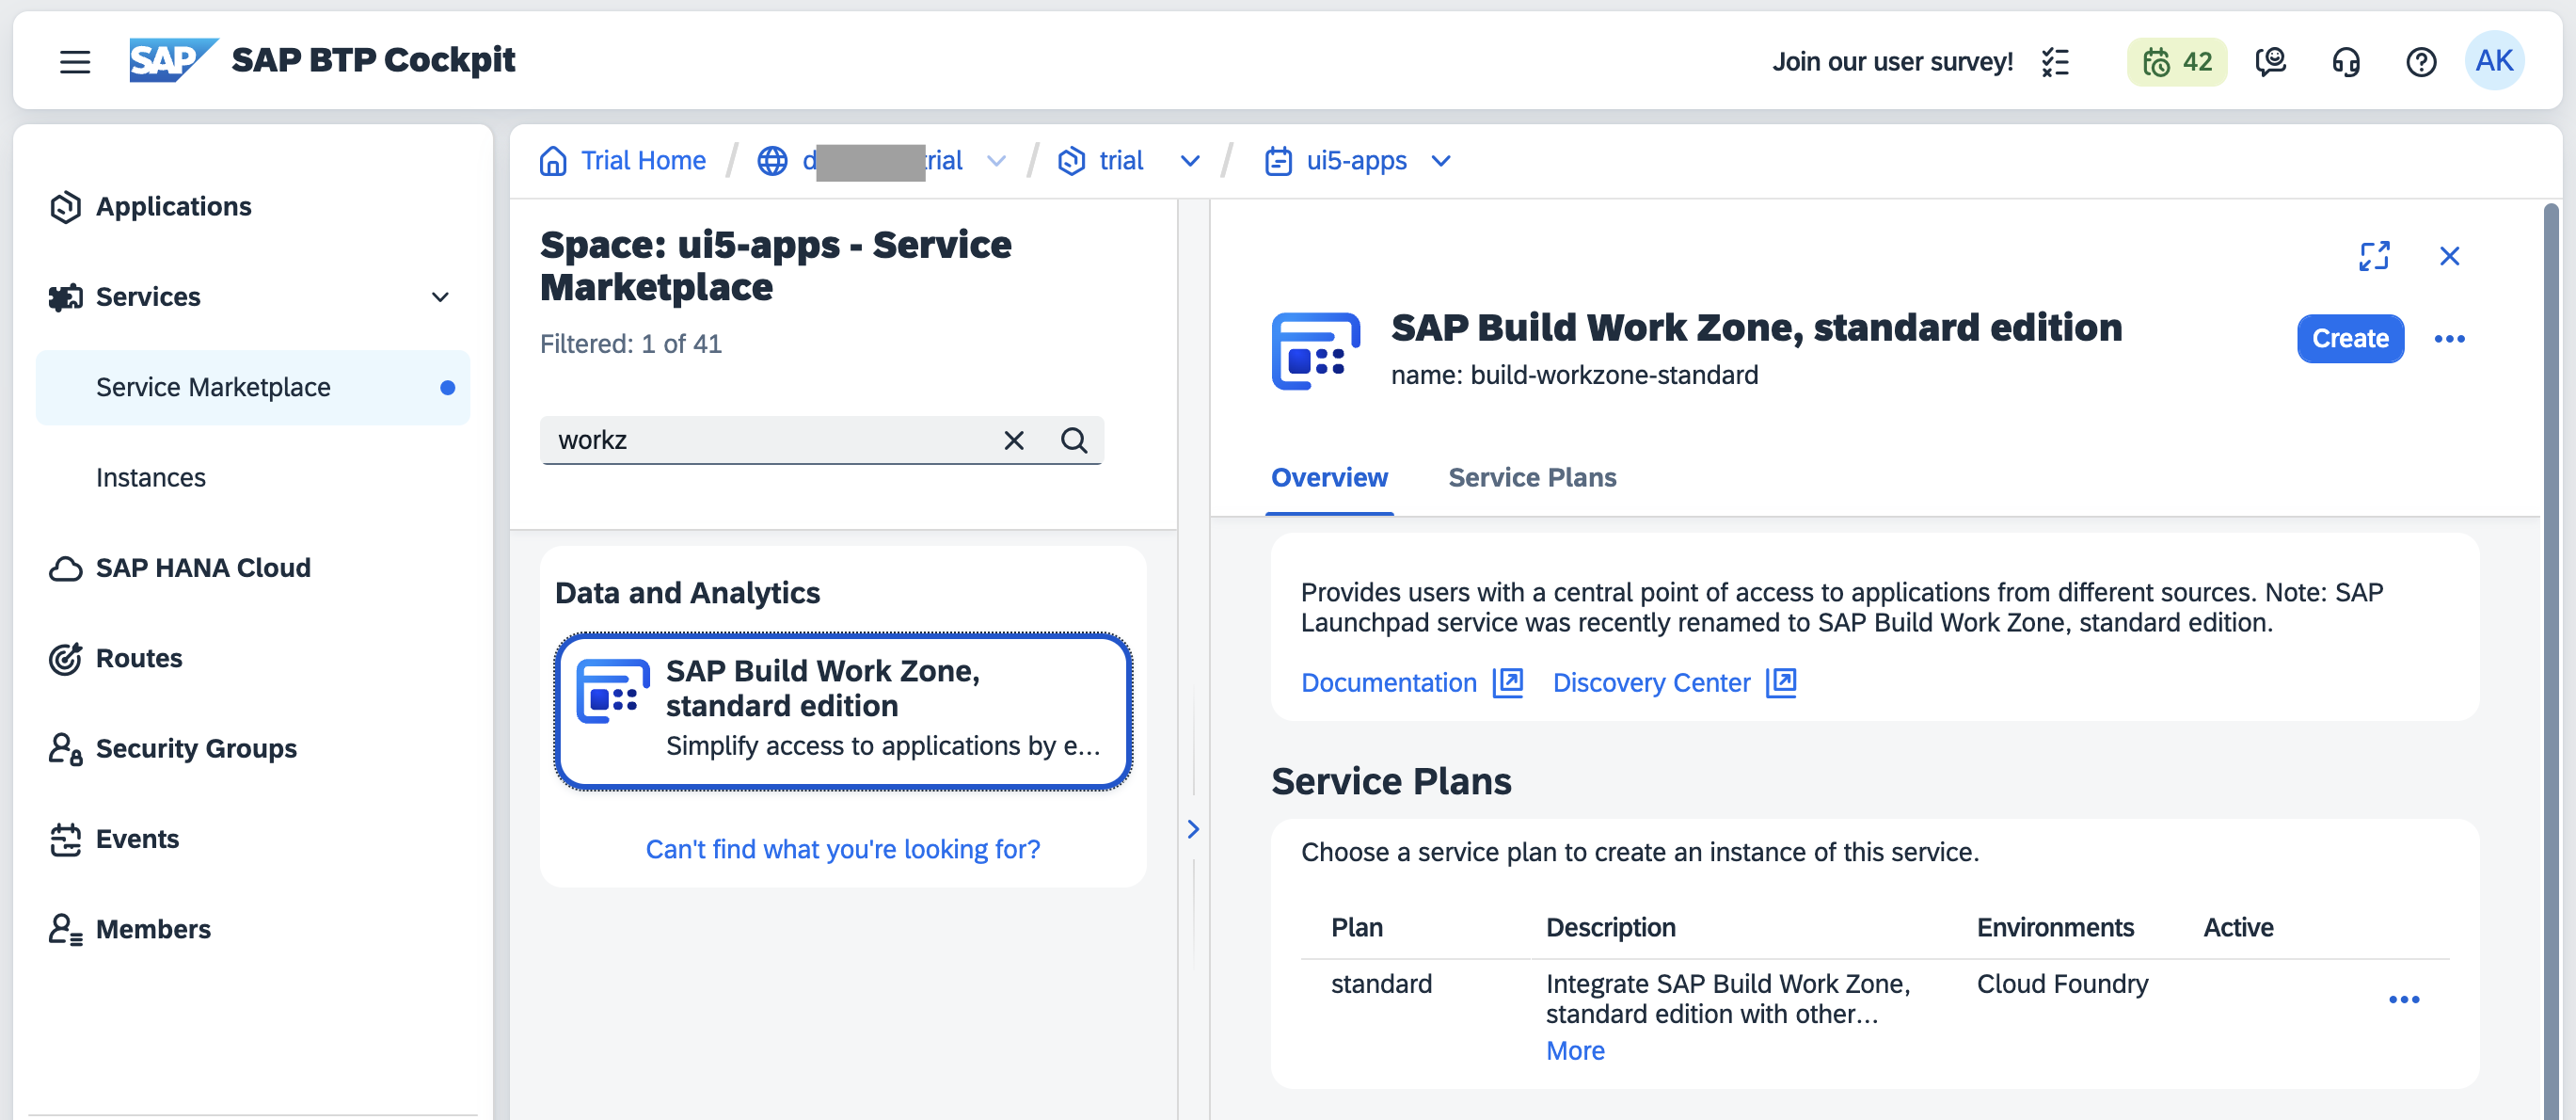 SAP SAP BTP Cockpit
Join our user survey!
42
AK
Applications
Services
Service Marketplace
Instances
SAP HANA Cloud
Routes
Security Groups
Events
Members
Trial Home / d rial / trial / ui5-apps
Space: ui5-apps - Service
Marketplace
Filtered: 1 of 41
workz
Data and Analytics
SAP Build Work Zone,
standard edition
Simplify access to applications by e...
Can't find what you're looking for?
SAP Build Work Zone, standard edition
name: build-workzone-standard
Create
Overview
Service Plans
Provides users with a central point of access to applications from different sources. Note: SAP
Launchpad service was recently renamed to SAP Build Work Zone, standard edition.
Documentation Discovery Center
Service Plans
Choose a service plan to create an instance of this service.
Plan Description Environments Active
standard Integrate SAP Build Work Zone, Cloud Foundry
standard edition with other...
More